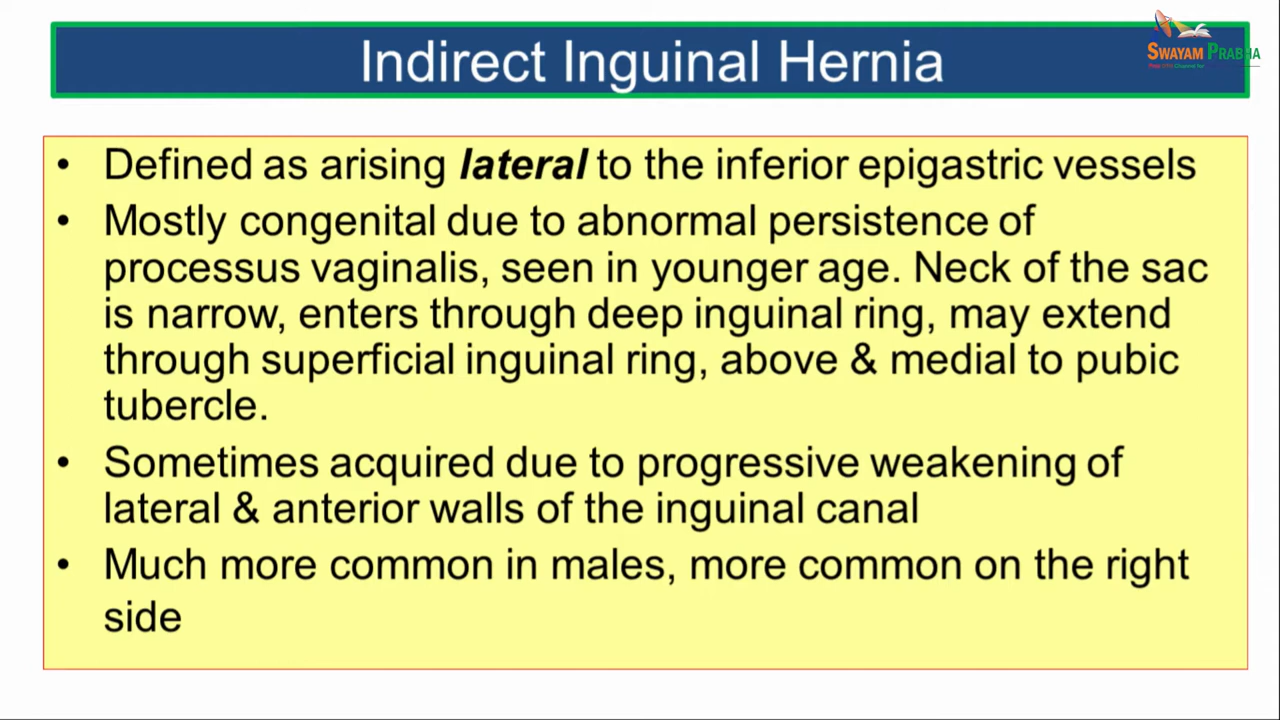 Indirect Inguinal Hernia
SWAYAM PRABHA
• Defined as arising lateral to the inferior epigastric vessels
• Mostly congenital due to abnormal persistence of
processus vaginalis, seen in younger age. Neck of the sac
is narrow, enters through deep inguinal ring, may extend
through superficial inguinal ring, above & medial to pubic
tubercle.
• Sometimes acquired due to progressive weakening of
lateral & anterior walls of the inguinal canal
• Much more common in males, more common on the right
side